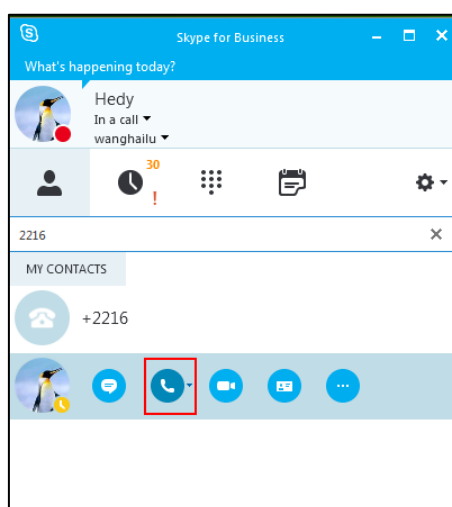 Skype for Business
What's happening today?
Hedy
In a call
wanghailu
30
!
2216
MY CONTACTS
+2216